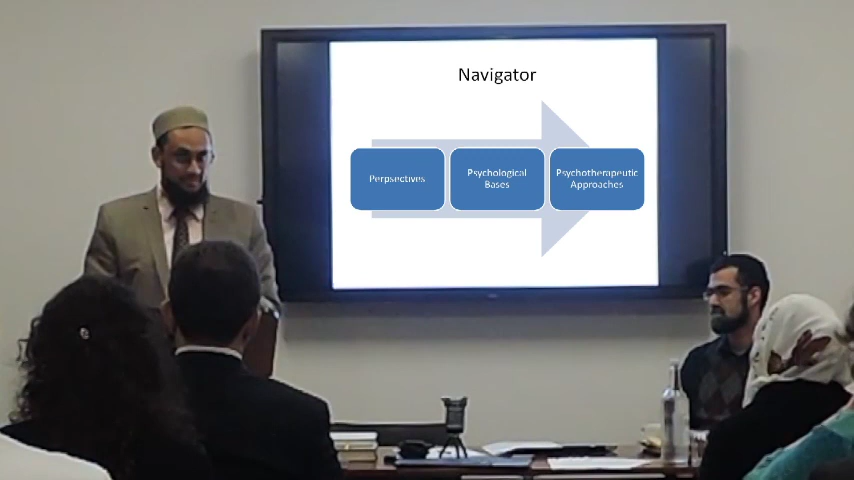 Navigator
Perpsectives
Psychological
Bases
Psychotherapeutic
Approaches